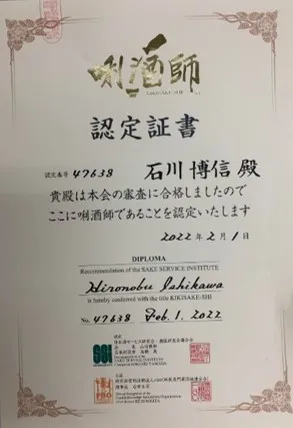 唎酒師
KIKISAKE-SHI
認定証書
認定番号 47638 石川博信殿
貴殿は本会の審査に合格しましたので
ここに唎酒師であることを認定いたします
2022年2月1日
DIPLOMA
Recommendation of the SAKE SERVICE INSTITUTE
Hironobu Ishikawa
is hereby conferred with the title KIKISAKE-SHI
No. 47638 Feb. 1. 2022
SSI
FBO